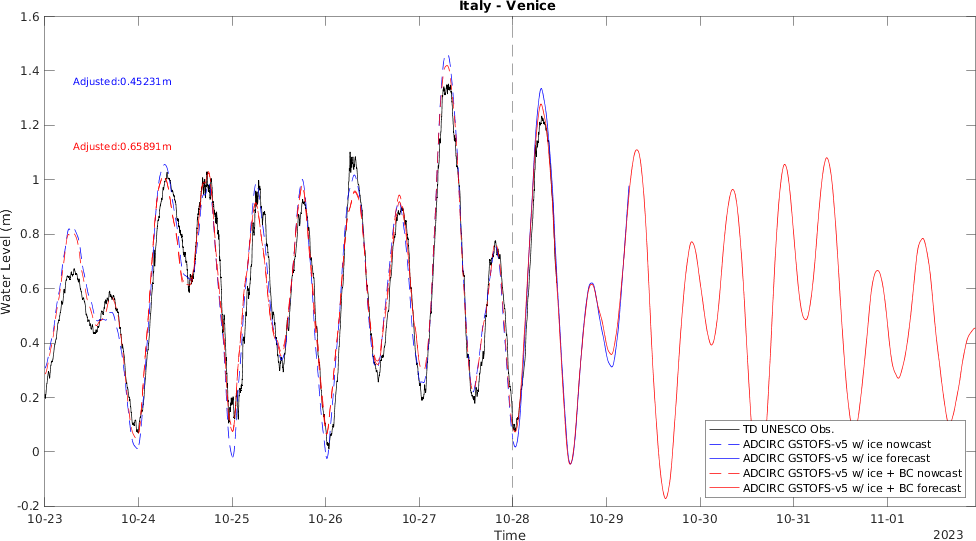 Italy - Venice
1.6
1.4
1.2
1
0.8
0.6
0.4
0.2
0
-0.2
Water Level (m)
Adjusted:0.45231m
Adjusted:0.65891m
TD UNESCO Obs.
ADCIRC GSTOFS-v5 w/ ice nowcast
ADCIRC GSTOFS-v5 w/ ice forecast
ADCIRC GSTOFS-v5 w/ ice + BC nowcast
ADCIRC GSTOFS-v5 w/ ice + BC forecast
10-23 10-24 10-25 10-26 10-27 10-28 10-29 10-30 10-31 11-01
Time
2023